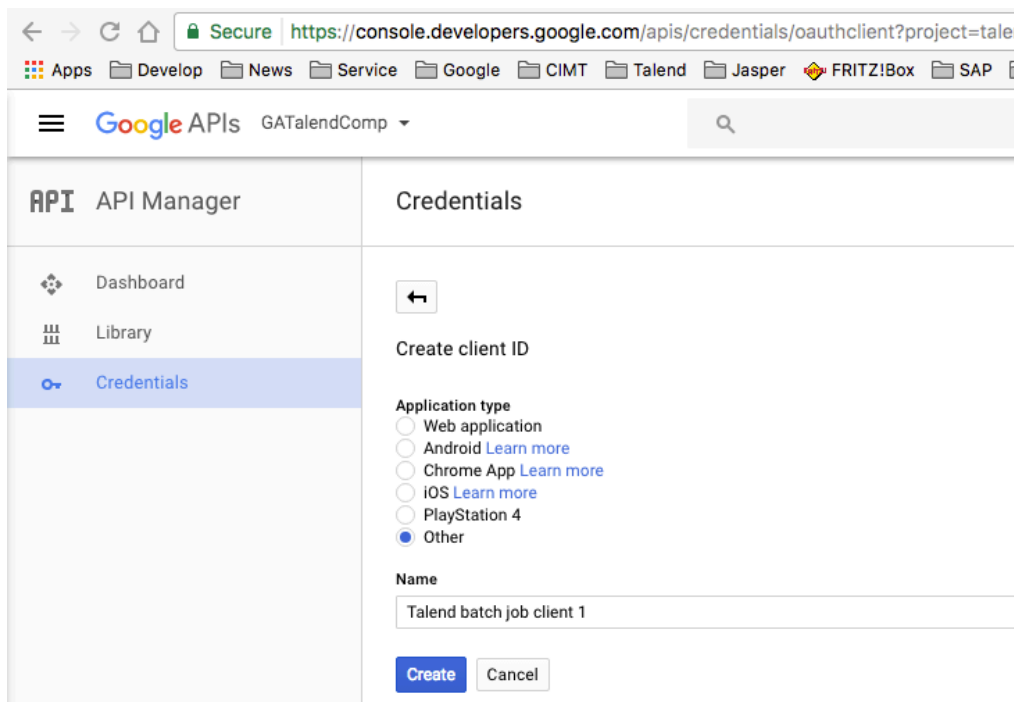 Secure https://console.developers.google.com/apis/credentials/oauthclient?project=tale
Apps Develop News Service Google CIMT Talend Jasper FRITZ!Box SAP
Google APIs GATalendComp
API API Manager
Credentials
Dashboard
Library
Credentials
Create client ID
Application type
Web application
Android Learn more
Chrome App Learn more
iOS Learn more
PlayStation 4
Other
Name
Talend batch job client 1
Create Cancel